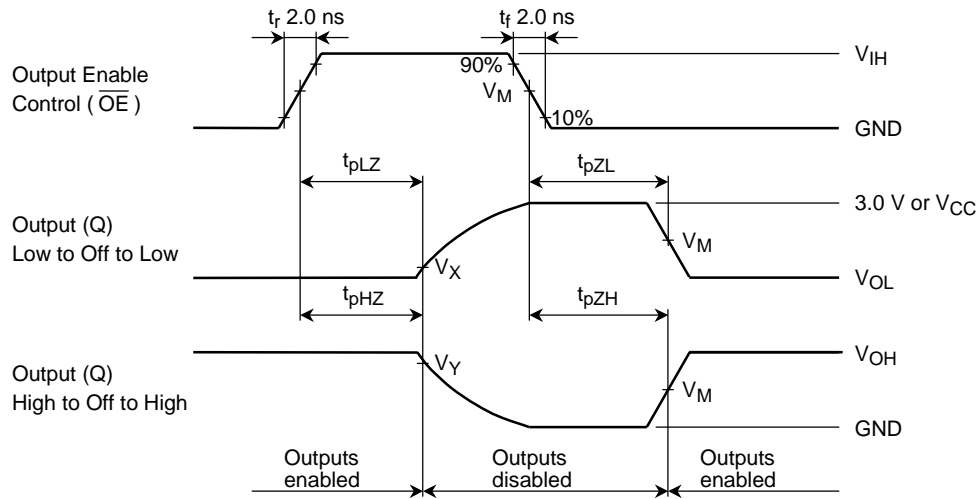 tr 2.0 ns
tf 2.0 ns
Output Enable
Control ( OE )
90%
VM
10%
VIH
GND
tpLZ
tpZL
Output (Q)
Low to Off to Low
VX
VM
3.0 V or VCC
VOL
tpHZ
tpZH
Output (Q)
High to Off to High
VY
VM
VOH
GND
Outputs
enabled
Outputs
disabled
Outputs
enabled